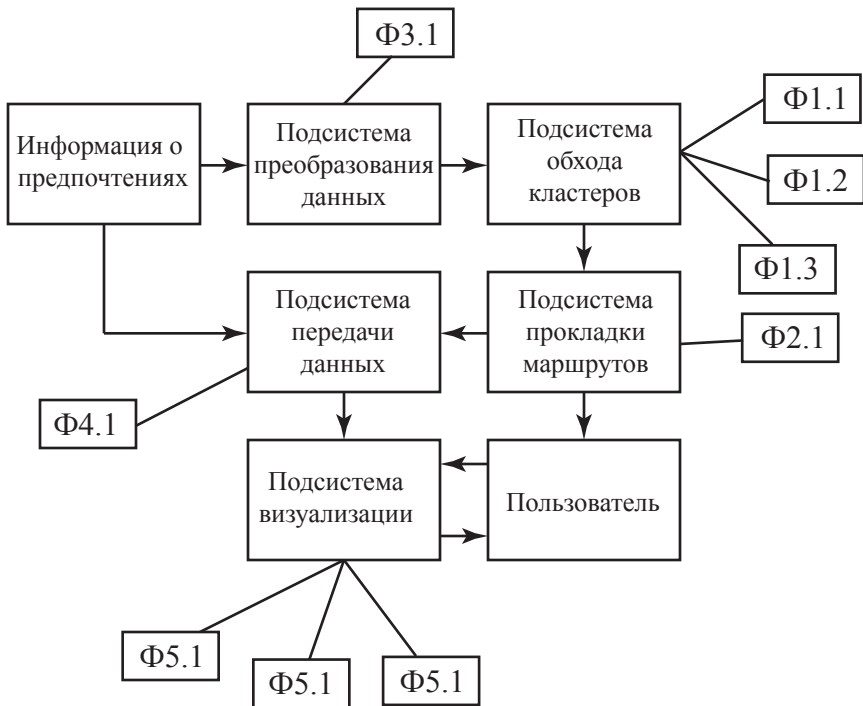 Ф3.1
Информация о
предпочтениях
Подсистема
преобразования
данных
Подсистема
обхода
кластеров
Ф1.1
Ф1.2
Ф1.3
Подсистема
передачи
данных
Подсистема
прокладки
маршрутов
Ф2.1
Ф4.1
Подсистема
визуализации
Пользователь
Ф5.1
Ф5.1
Ф5.1